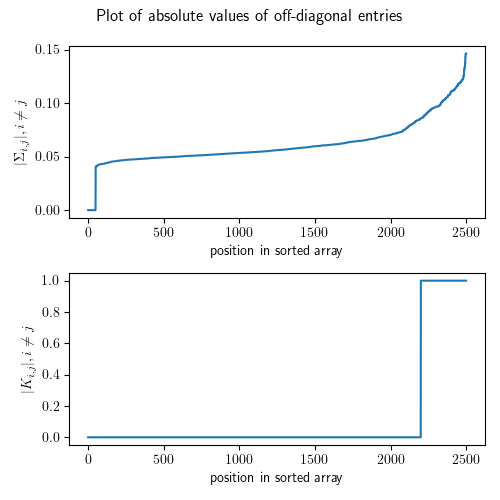 Plot of absolute values of off-diagonal entries
0.15
0.10
0.05
0.00
|Σ_{i,j}|, i ≠ j
0 500 1000 1500 2000 2500
position in sorted array
1.0
0.8
0.6
0.4
0.2
0.0
|K_{i,j}|, i ≠ j
0 500 1000 1500 2000 2500
position in sorted array